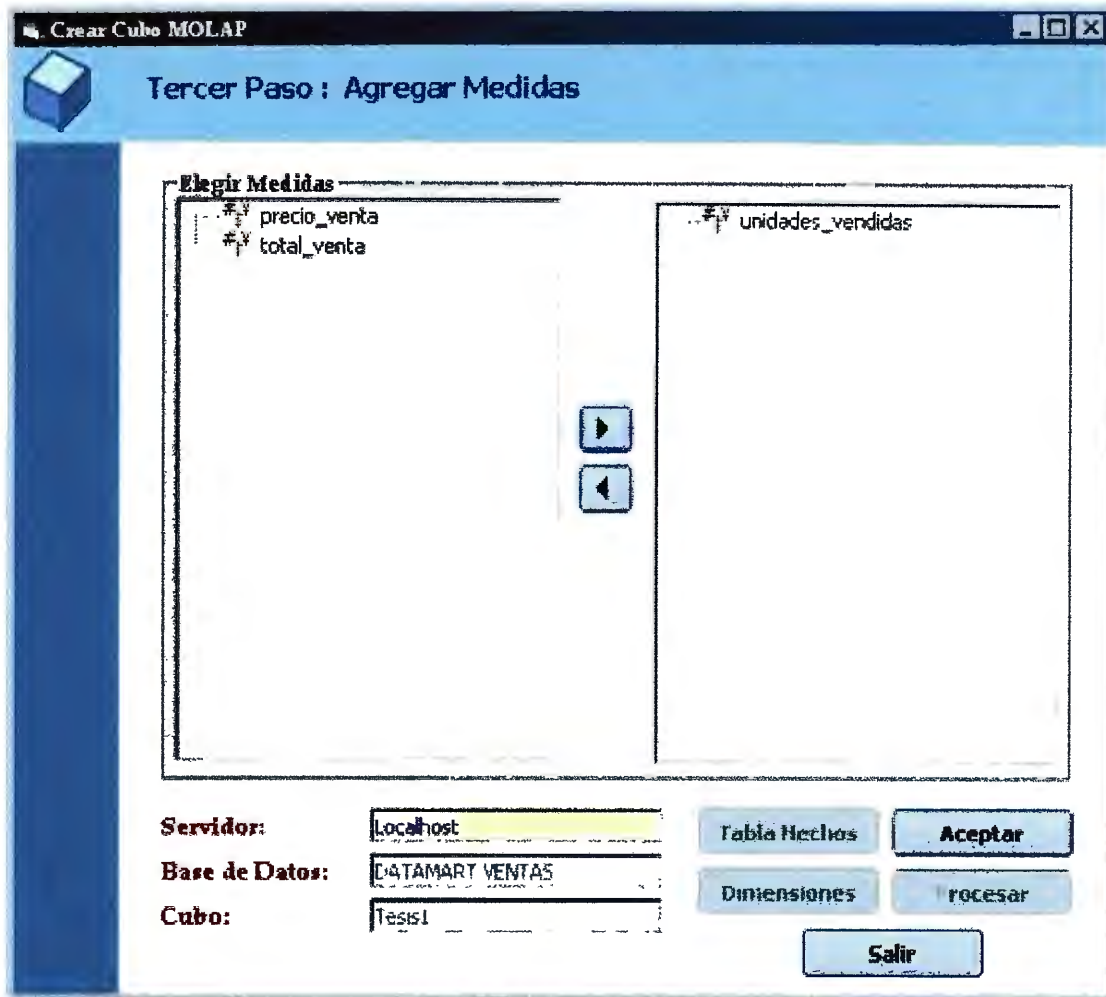 Crear Cubo MOLAP
Tercer Paso : Agregar Medidas
Elegir Medidas
precio_venta
total_venta
unidades_vendidas
Servidor: Localhost
Base de Datos: DATAMART VENTAS
Cubo: Tesis1
Tabla Hechos Aceptar
Dimensiones Procesar
Salir